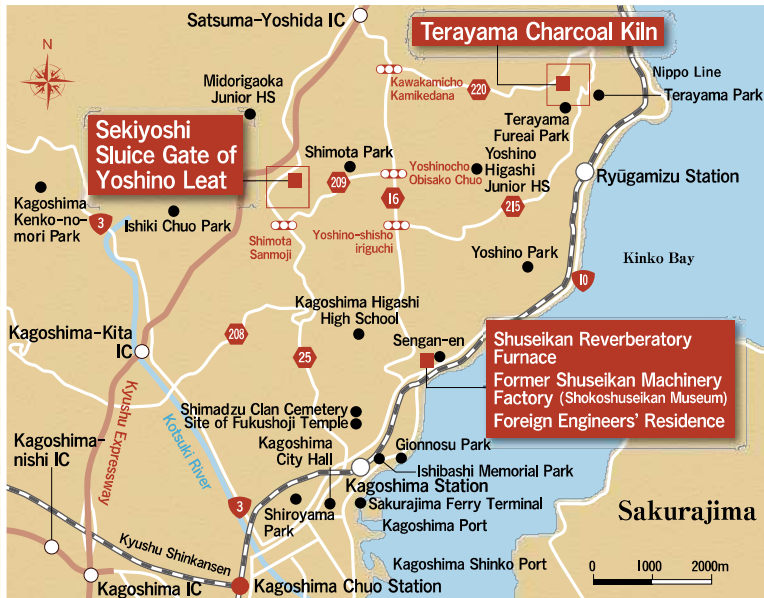 Satsuma-Yoshida IC
Terayama Charcoal Kiln
N
Kawakamicho
Kamikedana
220
Nippo Line
Terayama Park
Midorigaoka
Junior HS
Terayama
Fureai Park
Sekiyoshi
Sluice Gate of
Yoshino Leat
Shimota Park
209
Yoshinocho
Obisako Chuo
Yoshino
Higashi
Junior HS
Ryūgamizu Station
Kagoshima
Kenko-no-
mori Park
3
Ishiki Chuo Park
16
215
Shimota
Sanmoji
Yoshino-shisho
iriguchi
Yoshino Park
Kinko Bay
10
Kagoshima-Kita
IC
208
Kagoshima Higashi
High School
25
Sengan-en
Shuseikan Reverberatory
Furnace
Former Shuseikan Machinery
Factory (Shokoshuseikan Museum)
Foreign Engineers' Residence
Kyushu Expressway
Kotsuki River
Shimadzu Clan Cemetery
Site of Fukushoji Temple
Kagoshima-
nishi IC
Kagoshima
City Hall
Gionnosu Park
Ishibashi Memorial Park
Kagoshima Station
3
Shiroyama
Park
Sakurajima Ferry Terminal
Kagoshima Port
Sakurajima
Kyushu Shinkansen
Kagoshima Shinko Port
Kagoshima IC
Kagoshima Chuo Station
0 1000 2000m